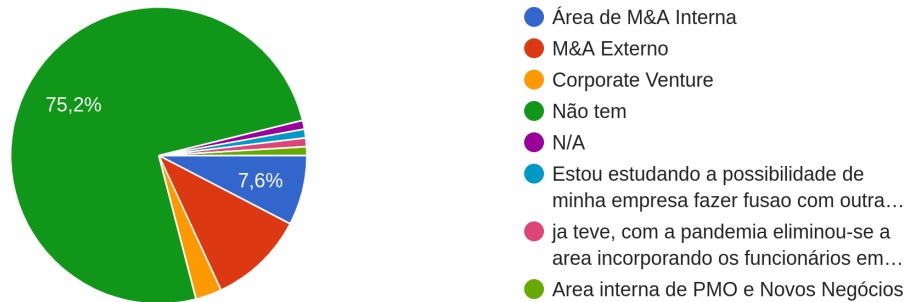 75,2%
7,6%
Área de M&A Interna
M&A Externo
Corporate Venture
Não tem
N/A
Estou estudando a possibilidade de
minha empresa fazer fusao com outra…
ja teve, com a pandemia eliminou-se a
area incorporando os funcionários em…
Area interna de PMO e Novos Negócios